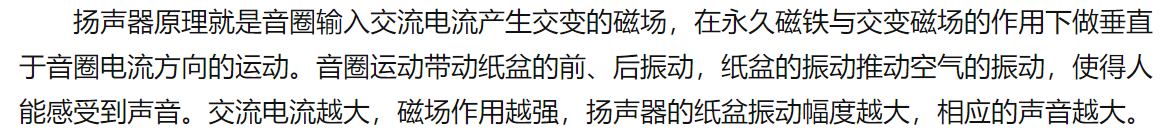 扬声器原理就是音圈输入交流电流产生交变的磁场，在永久磁铁与交变磁场的作用下做垂直
于音圈电流方向的运动。音圈运动带动纸盆的前、后振动，纸盆的振动推动空气的振动，使得人
能感受到声音。交流电流越大，磁场作用越强，扬声器的纸盆振动幅度越大，相应的声音越大。